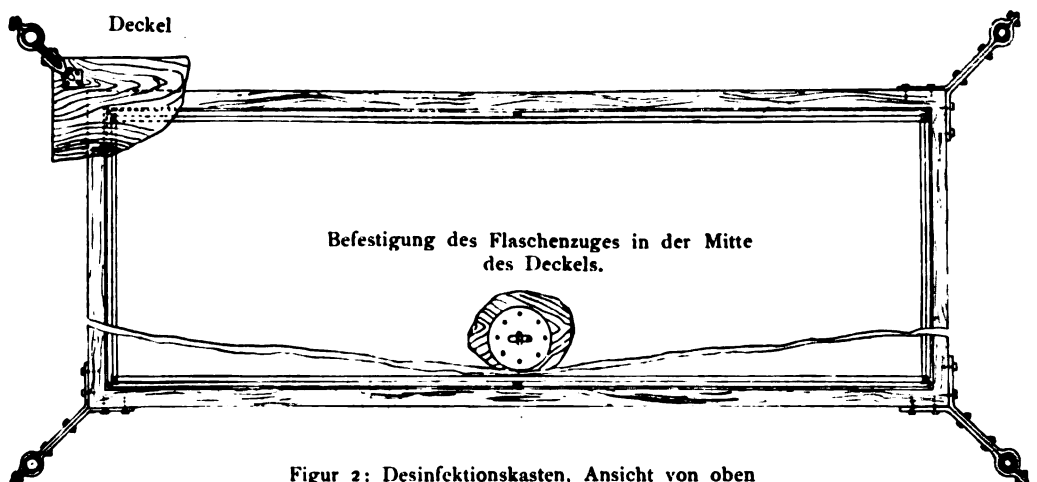 Deckel
Befestigung des Flaschenzuges in der Mitte
des Deckels.
Figur 2: Desinfektionskasten, Ansicht von oben